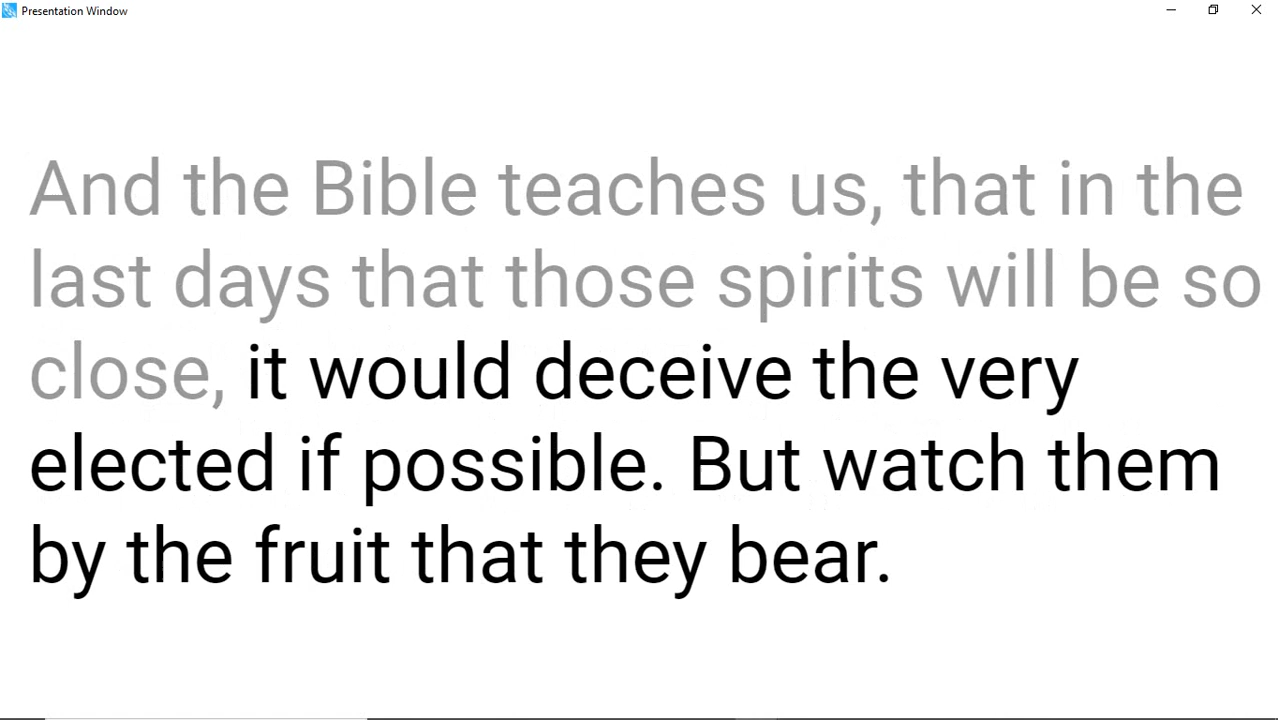 Presentation Window
And the Bible teaches us, that in the
last days that those spirits will be so
close, it would deceive the very
elected if possible. But watch them
by the fruit that they bear.